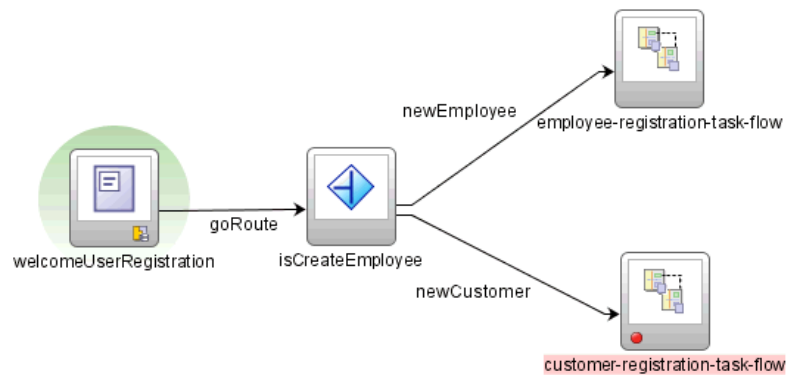 newEmployee
employee-registration-task-flow
goRoute
welcomeUserRegistration
isCreateEmployee
newCustomer
customer-registration-task-flow